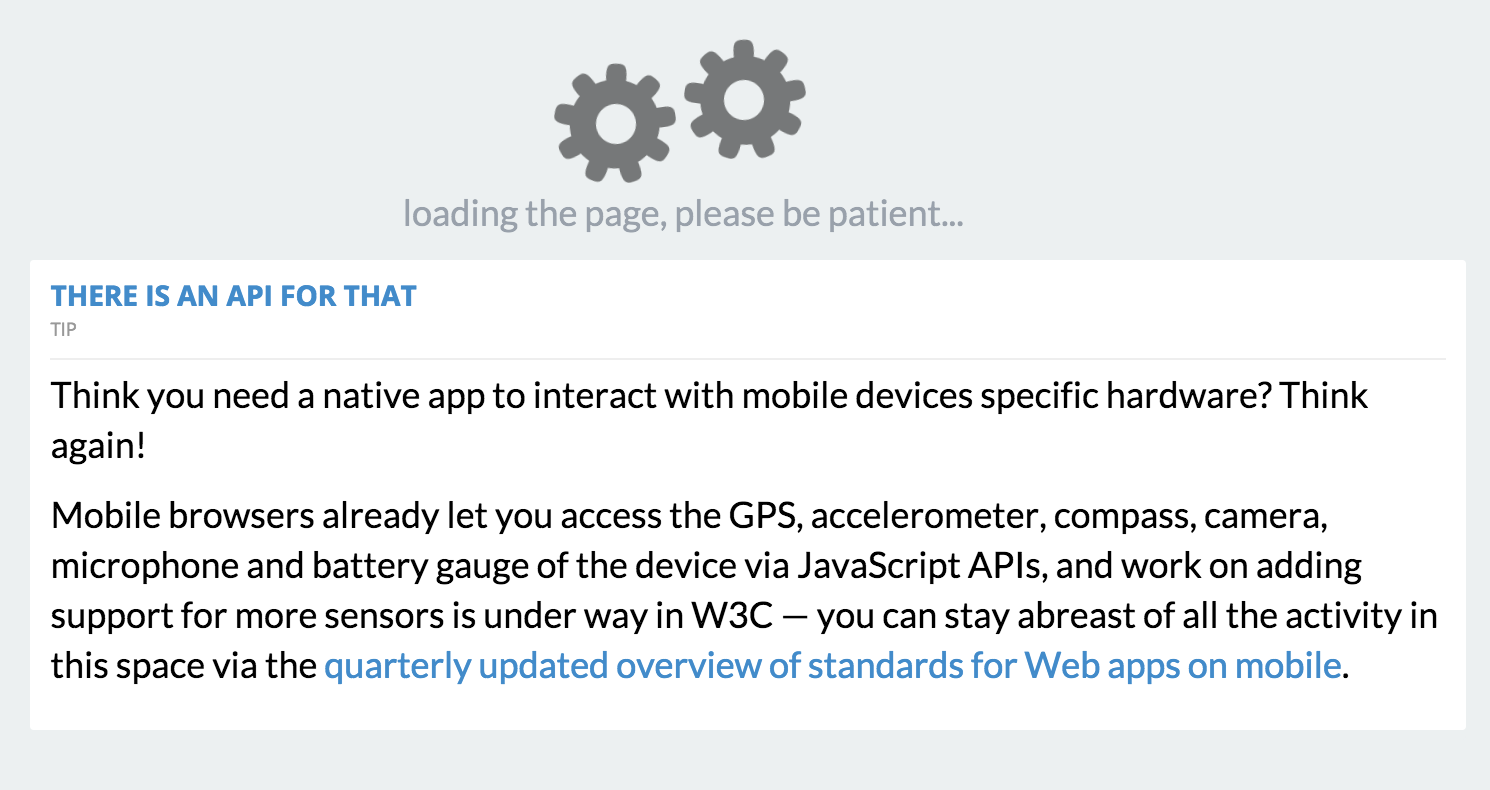 loading the page, please be patient...
THERE IS AN API FOR THAT
TIP
Think you need a native app to interact with mobile devices specific hardware? Think
again!
Mobile browsers already let you access the GPS, accelerometer, compass, camera,
microphone and battery gauge of the device via JavaScript APIs, and work on adding
support for more sensors is under way in W3C — you can stay abreast of all the activity in
this space via the quarterly updated overview of standards for Web apps on mobile.